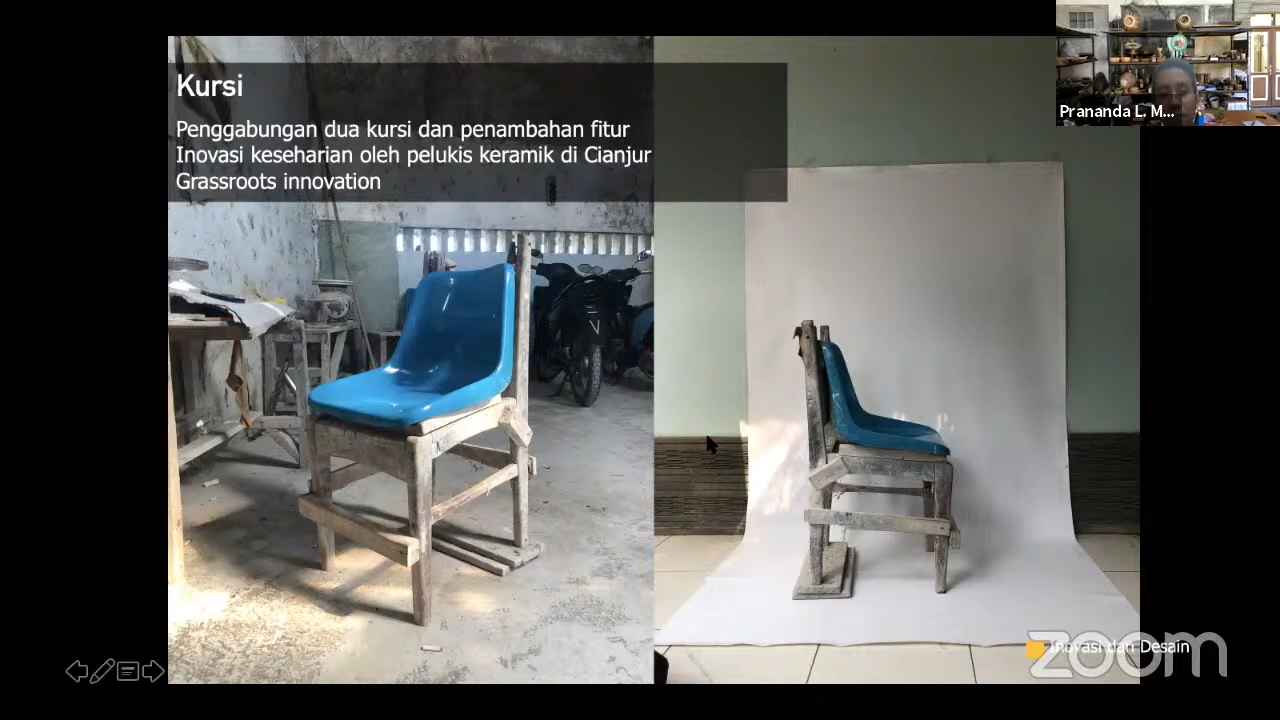 Kursi
Penggabungan dua kursi dan penambahan fitur
Inovasi keseharian oleh pelukis keramik di Cianjur
Grassroots innovation
Prananda L. M...
Inovasi dan Desain
zoom